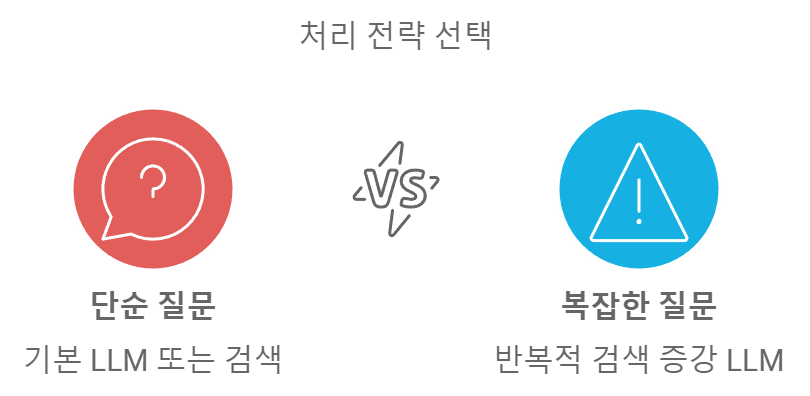 처리 전략 선택
VS
단순 질문
복잡한 질문
기본 LLM 또는 검색
반복적 검색 증강 LLM